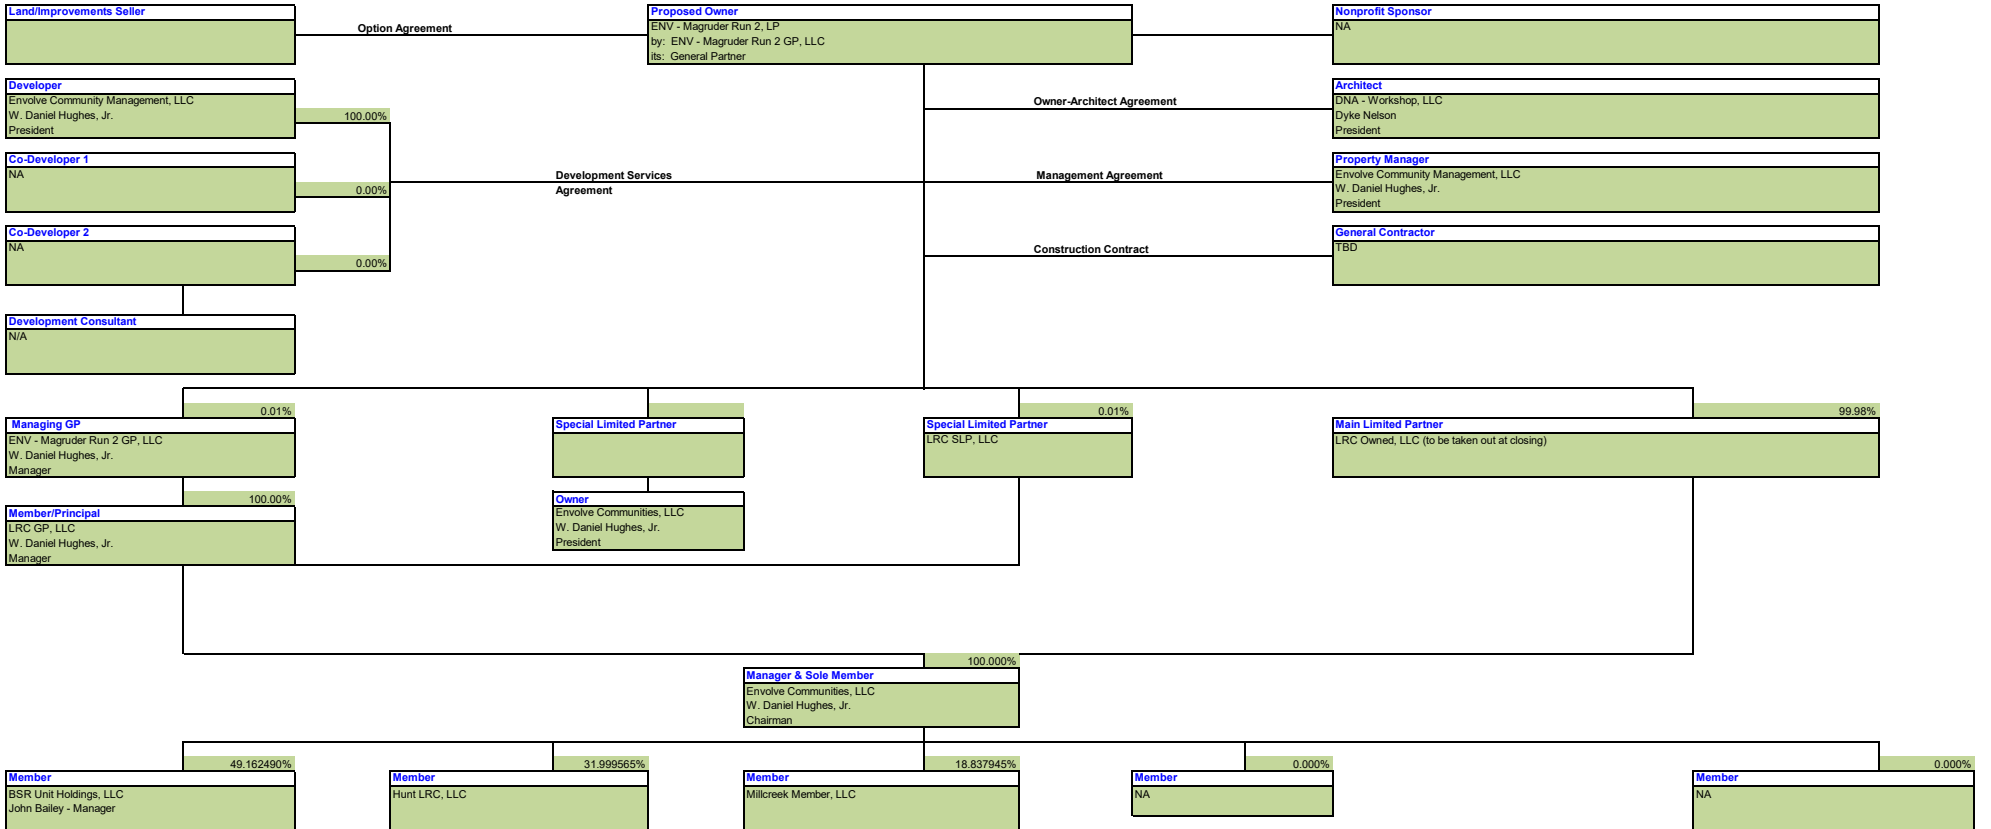 Land/Improvements Seller
Option Agreement
Proposed Owner
ENV - Magruder Run 2, LP
by:  ENV - Magruder Run 2 GP, LLC
its:  General Partner
Nonprofit Sponsor
NA
Developer
Envolve Community Management, LLC
W. Daniel Hughes, Jr.
President
100.00%
Owner-Architect Agreement
Architect
DNA - Workshop, LLC
Dyke Nelson
President
Co-Developer 1
NA
0.00%
Development Services
Agreement
Management Agreement
Property Manager
Envolve Community Management, LLC
W. Daniel Hughes, Jr.
President
Co-Developer 2
NA
0.00%
Construction Contract
General Contractor
TBD
Development Consultant
N/A
0.01%
Managing GP
ENV - Magruder Run 2 GP, LLC
W. Daniel Hughes, Jr.
Manager
Special Limited Partner
0.01%
Special Limited Partner
LRC SLP, LLC
99.98%
Main Limited Partner
LRC Owned, LLC (to be taken out at closing)
100.00%
Member/Principal
LRC GP, LLC
W. Daniel Hughes, Jr.
Manager
Owner
Envolve Communities, LLC
W. Daniel Hughes, Jr.
President
100.000%
Manager & Sole Member
Envolve Communities, LLC
W. Daniel Hughes, Jr.
Chairman
49.162490%
Member
BSR Unit Holdings, LLC
John Bailey - Manager
31.999565%
Member
Hunt LRC, LLC
18.837945%
Member
Millcreek Member, LLC
0.000%
Member
NA
0.000%
Member
NA